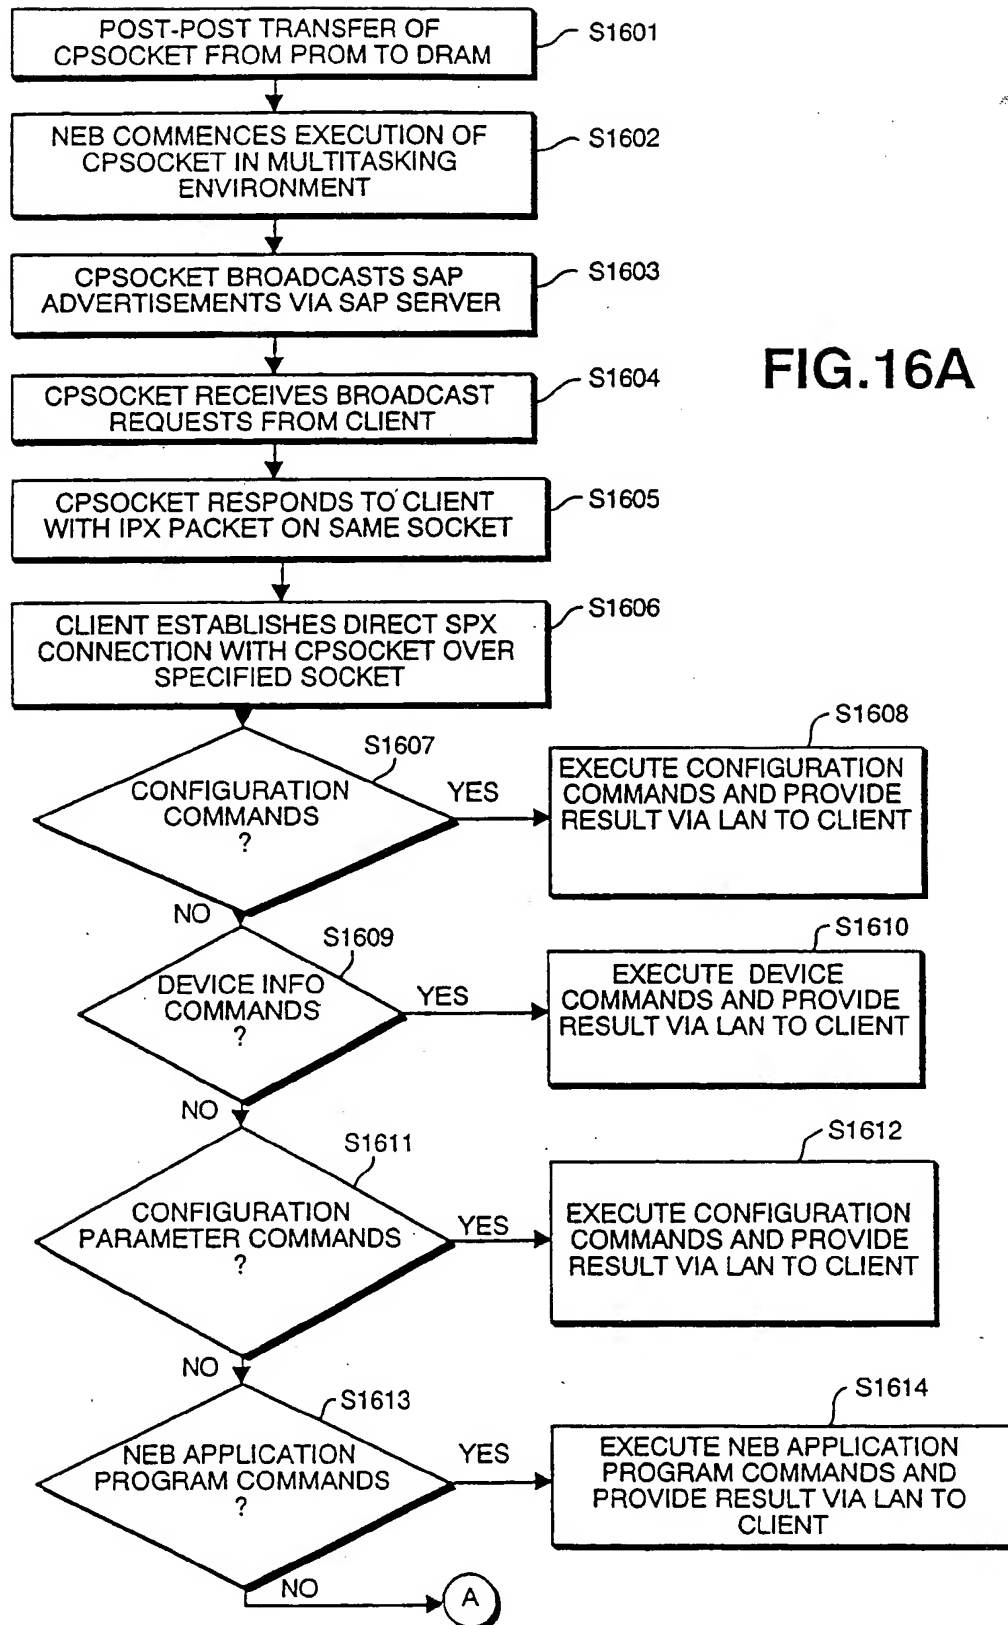 POST-POST TRANSFER OF
CPSOCKET FROM PROM TO DRAM
S1601
NEB COMMENCES EXECUTION OF
CPSOCKET IN MULTITASKING
ENVIRONMENT
S1602
CPSOCKET BROADCASTS SAP
ADVERTISEMENTS VIA SAP SERVER
S1603
FIG.16A
CPSOCKET RECEIVES BROADCAST
REQUESTS FROM CLIENT
S1604
CPSOCKET RESPONDS TO CLIENT
WITH IPX PACKET ON SAME SOCKET
S1605
CLIENT ESTABLISHES DIRECT SPX
CONNECTION WITH CPSOCKET OVER
SPECIFIED SOCKET
S1606
S1607
CONFIGURATION
COMMANDS
?
YES
S1608
EXECUTE CONFIGURATION
COMMANDS AND PROVIDE
RESULT VIA LAN TO CLIENT
NO
S1609
DEVICE INFO
COMMANDS
?
YES
S1610
EXECUTE DEVICE
COMMANDS AND PROVIDE
RESULT VIA LAN TO CLIENT
NO
S1611
CONFIGURATION
PARAMETER COMMANDS
?
YES
S1612
EXECUTE CONFIGURATION
COMMANDS AND PROVIDE
RESULT VIA LAN TO CLIENT
NO
S1613
NEB APPLICATION
PROGRAM COMMANDS
?
YES
S1614
EXECUTE NEB APPLICATION
PROGRAM COMMANDS AND
PROVIDE RESULT VIA LAN TO
CLIENT
NO
A